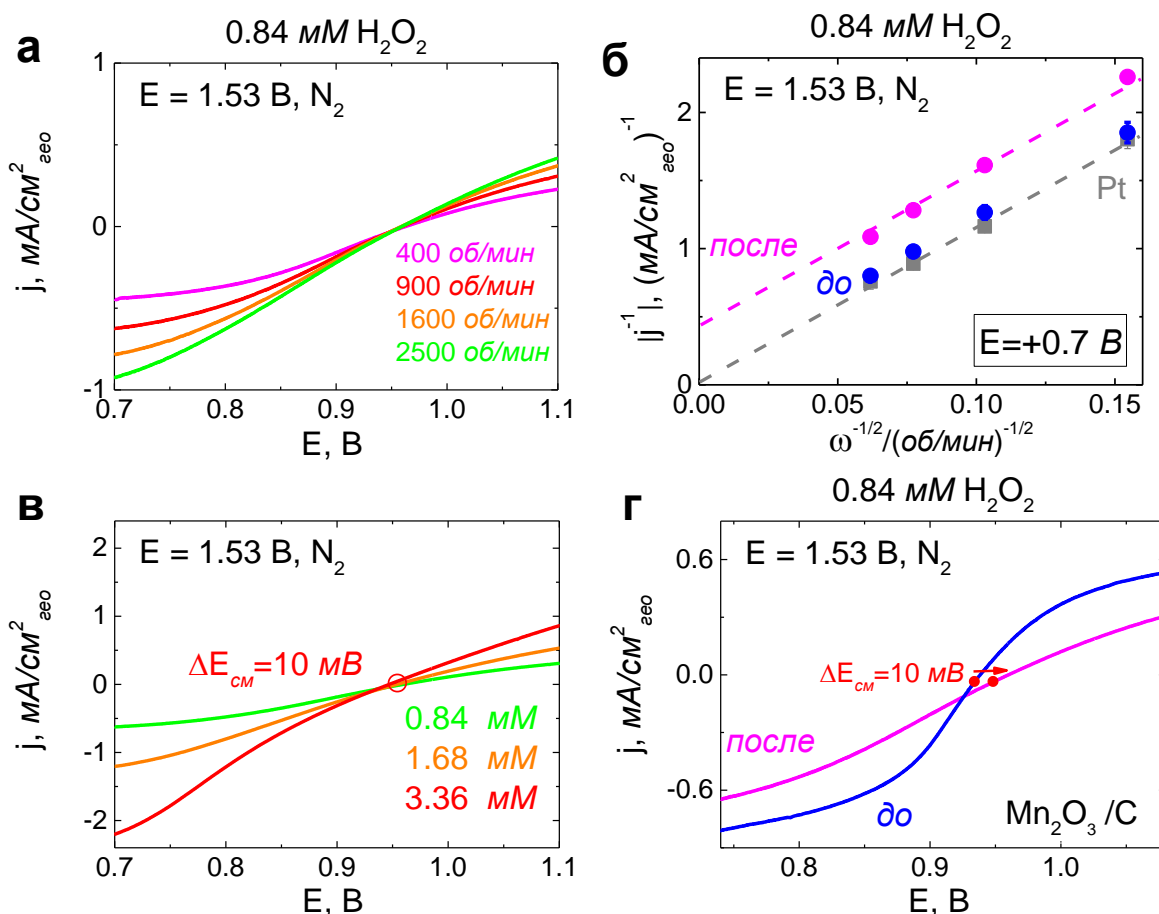 а
0.84 мМ H₂O₂
E = 1.53 В, N₂
j, мА/см²гео
1
0
-1
400 об/мин
900 об/мин
1600 об/мин
2500 об/мин
0.7 0.8 0.9 1.0 1.1
E, В
б
0.84 мМ H₂O₂
E = 1.53 В, N₂
|j⁻¹|, (мА/см²гео)⁻¹
2
1
0
Pt
после
до
E=+0.7 В
0.00 0.05 0.10 0.15
ω⁻¹/²/(об/мин)⁻¹/²
в
E = 1.53 В, N₂
j, мА/см²гео
2
1
0
-1
-2
ΔEсм=10 мВ
0.84 мМ
1.68 мМ
3.36 мМ
0.7 0.8 0.9 1.0 1.1
E, В
г
0.84 мМ H₂O₂
E = 1.53 В, N₂
j, мА/см²гео
0.6
0.0
-0.6
ΔEсм=10 мВ
после
до
Mn₂O₃ /C
0.8 0.9 1.0
E, В